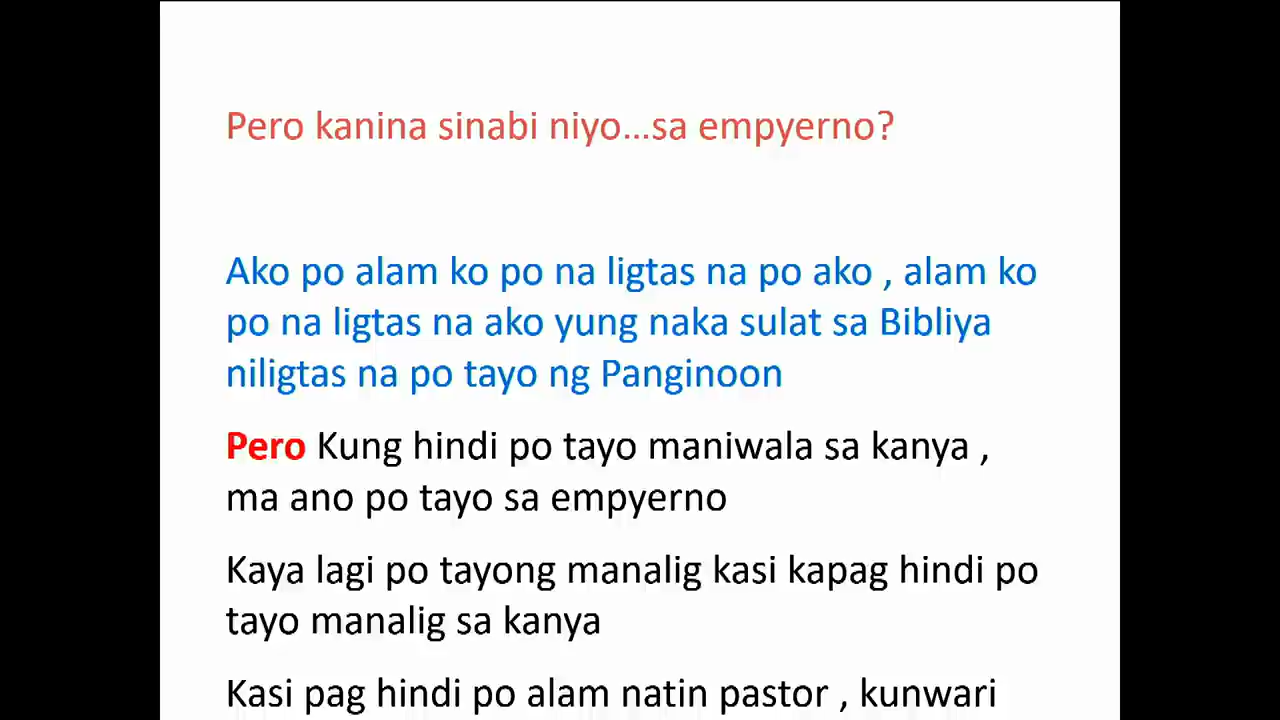 Pero kanina sinabi niyo...sa empyerno?
Ako po alam ko po na ligtas na po ako , alam ko
po na ligtas na ako yung naka sulat sa Bibliya
niligtas na po tayo ng Panginoon
Pero Kung hindi po tayo maniwala sa kanya ,
ma ano po tayo sa empyerno
Kaya lagi po tayong manalig kasi kapag hindi po
tayo manalig sa kanya
Kasi pag hindi po alam natin pastor , kunwari